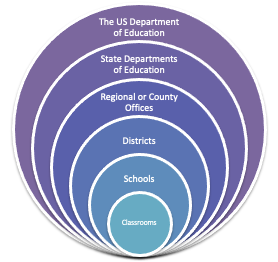 The US Department
of Education
State Departments
of Education
Regional or County
Offices
Districts
Schools
Classrooms